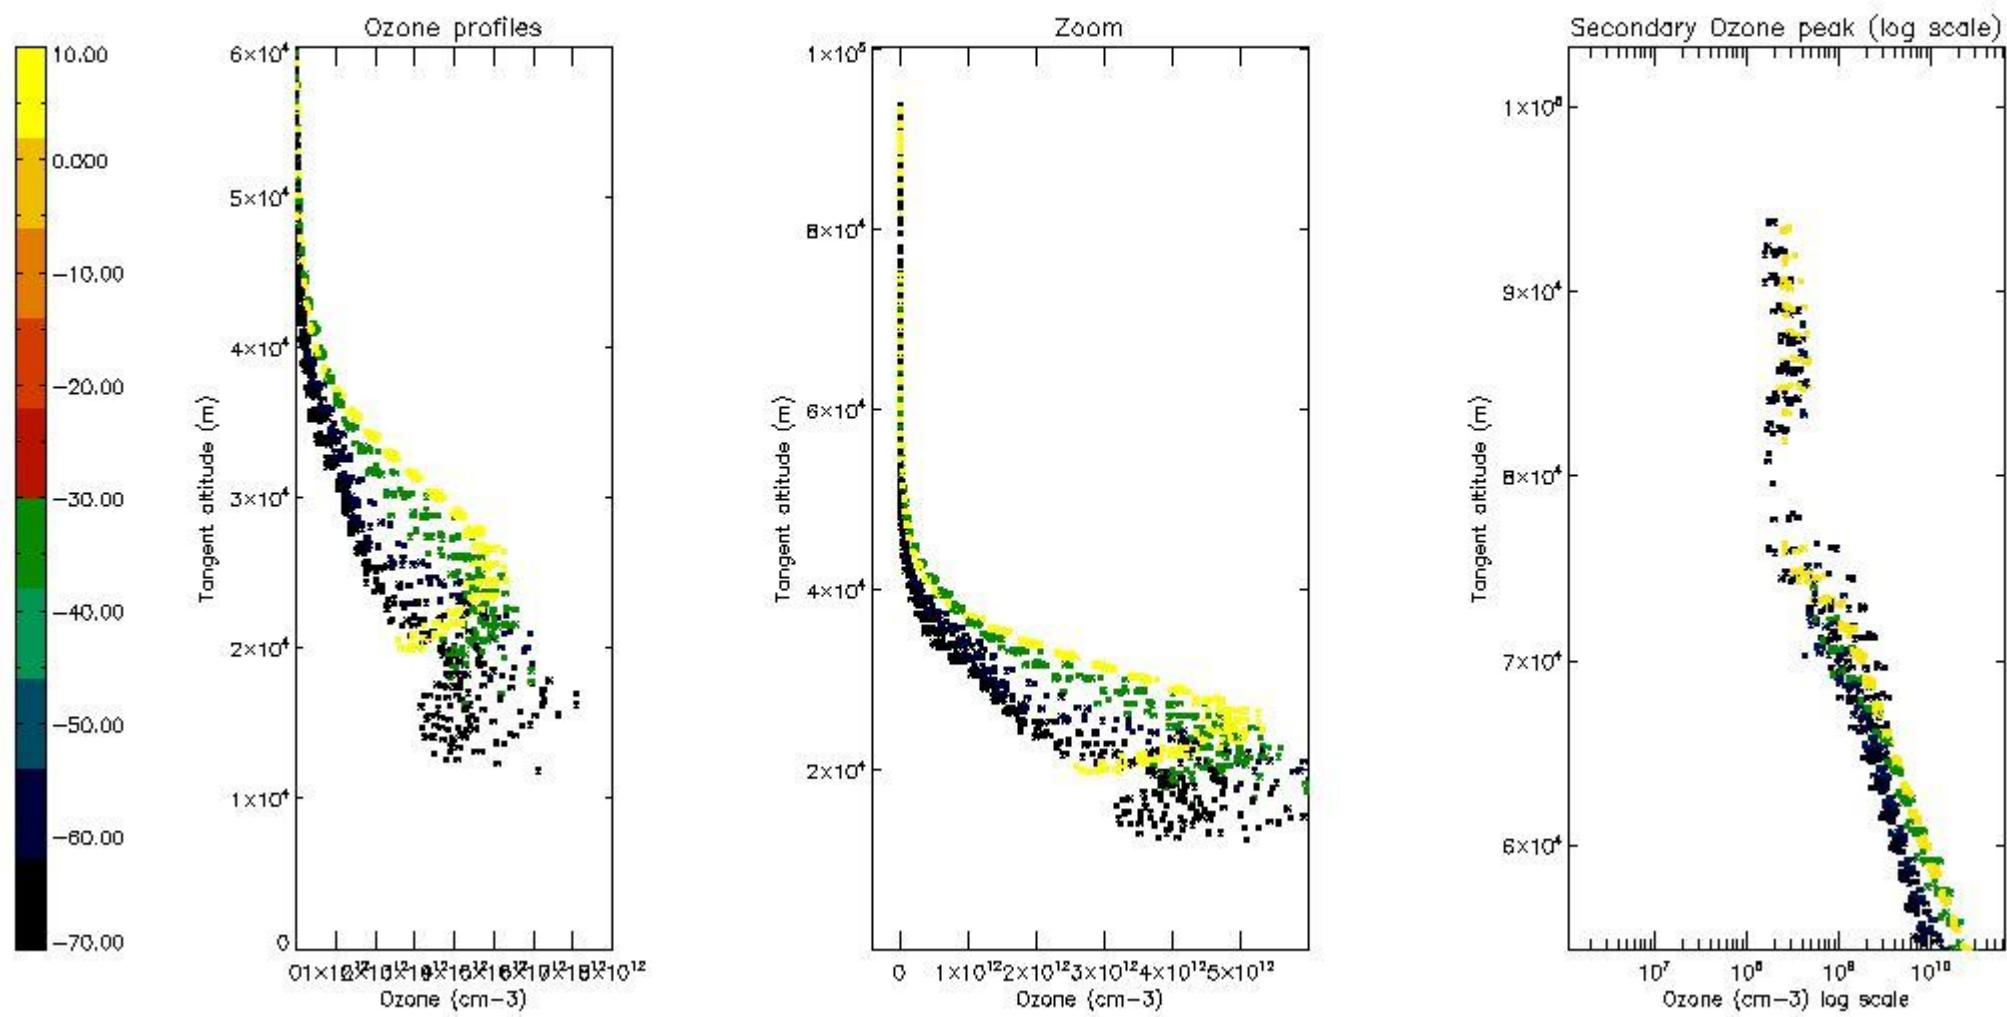 Ozone profiles
Zoom
Secondary Ozone peak (log scale)
10.00
0.000
-10.00
-20.00
-30.00
-40.00
-50.00
-60.00
-70.00
Tangent altitude (m)
6×10⁴
5×10⁴
4×10⁴
3×10⁴
2×10⁴
1×10⁴
0
Ozone (cm-3)
Tangent altitude (m)
1×10⁵
8×10⁴
6×10⁴
4×10⁴
2×10⁴
0 1×10¹² 2×10¹² 3×10¹² 4×10¹² 5×10¹²
Ozone (cm-3)
Tangent altitude (m)
1×10⁵
9×10⁴
8×10⁴
7×10⁴
6×10⁴
10⁷ 10⁸ 10⁹ 10¹⁰
Ozone (cm-3) log scale